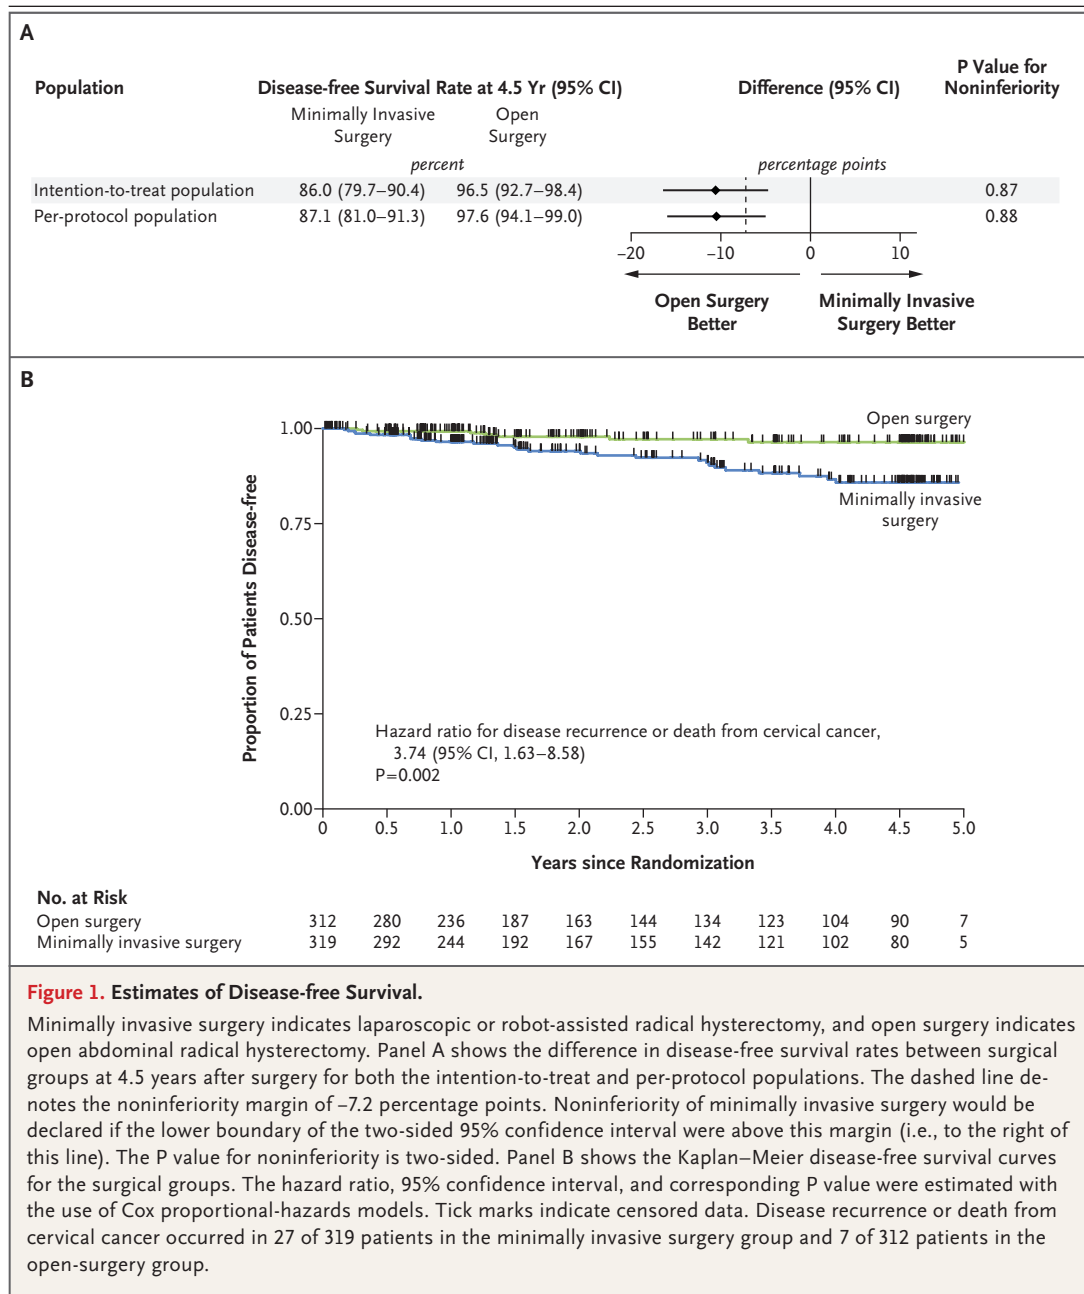 A
P Value for
Population Disease-free Survival Rate at 4.5 Yr (95% CI) Difference (95% CI) Noninferiority
Minimally Invasive Open
Surgery Surgery
percent percentage points
Intention-to-treat population 86.0 (79.7–90.4) 96.5 (92.7–98.4) 0.87
Per-protocol population 87.1 (81.0–91.3) 97.6 (94.1–99.0) 0.88
–20 –10 0 10
Open Surgery Minimally Invasive
Better Surgery Better
B
Open surgery
1.00
Minimally invasive
surgery
0.75
Proportion of Patients Disease-free
0.50
0.25
Hazard ratio for disease recurrence or death from cervical cancer,
3.74 (95% CI, 1.63–8.58)
P=0.002
0.00
0 0.5 1.0 1.5 2.0 2.5 3.0 3.5 4.0 4.5 5.0
Years since Randomization
No. at Risk
Open surgery 312 280 236 187 163 144 134 123 104 90 7
Minimally invasive surgery 319 292 244 192 167 155 142 121 102 80 5
Figure 1. Estimates of Disease-free Survival.
Minimally invasive surgery indicates laparoscopic or robot-assisted radical hysterectomy, and open surgery indicates
open abdominal radical hysterectomy. Panel A shows the difference in disease-free survival rates between surgical
groups at 4.5 years after surgery for both the intention-to-treat and per-protocol populations. The dashed line de-
notes the noninferiority margin of –7.2 percentage points. Noninferiority of minimally invasive surgery would be
declared if the lower boundary of the two-sided 95% confidence interval were above this margin (i.e., to the right of
this line). The P value for noninferiority is two-sided. Panel B shows the Kaplan–Meier disease-free survival curves
for the surgical groups. The hazard ratio, 95% confidence interval, and corresponding P value were estimated with
the use of Cox proportional-hazards models. Tick marks indicate censored data. Disease recurrence or death from
cervical cancer occurred in 27 of 319 patients in the minimally invasive surgery group and 7 of 312 patients in the
open-surgery group.